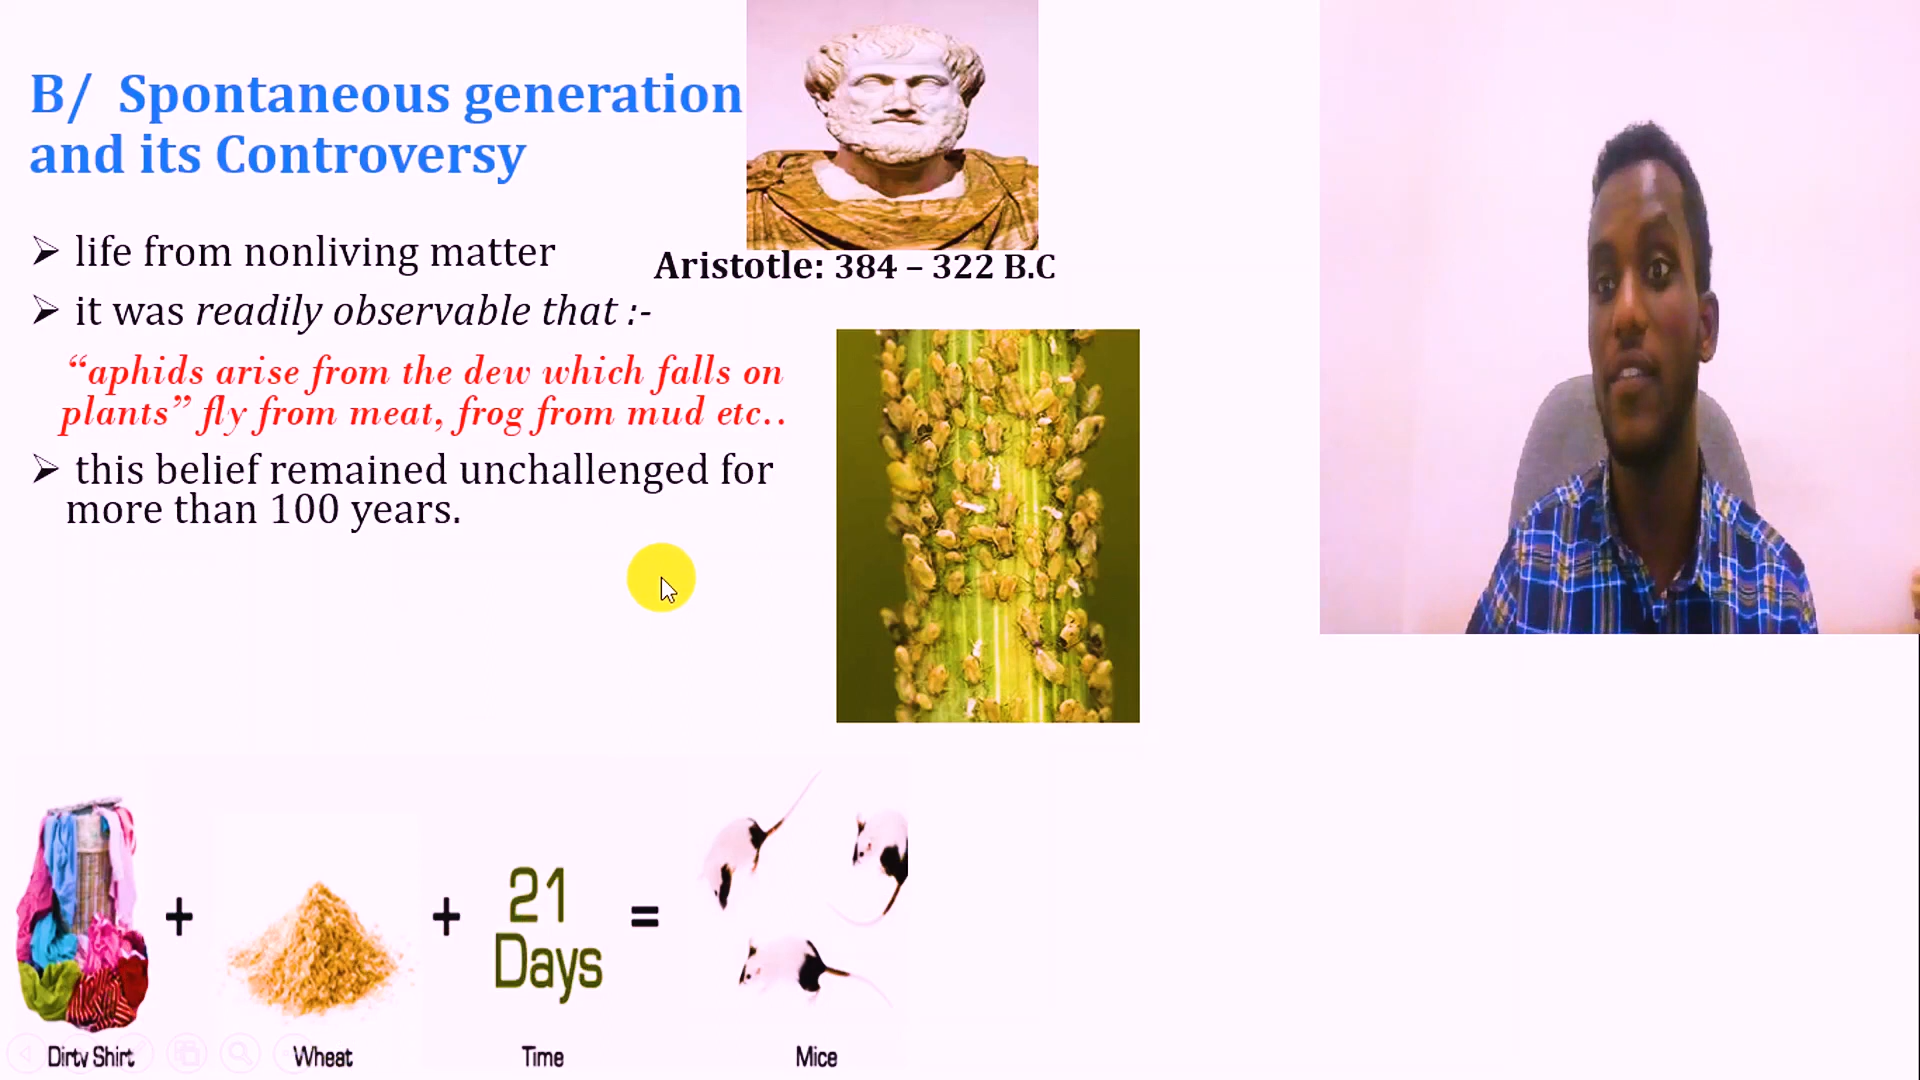 B/ Spontaneous generation
and its Controversy
➢ life from nonliving matter
Aristotle: 384 – 322 B.C
➢ it was readily observable that :-
“aphids arise from the dew which falls on
plants” fly from meat, frog from mud etc..
➢ this belief remained unchallenged for
more than 100 years.
+ + 21 =
Days
Dirty Shirt Wheat Time Mice